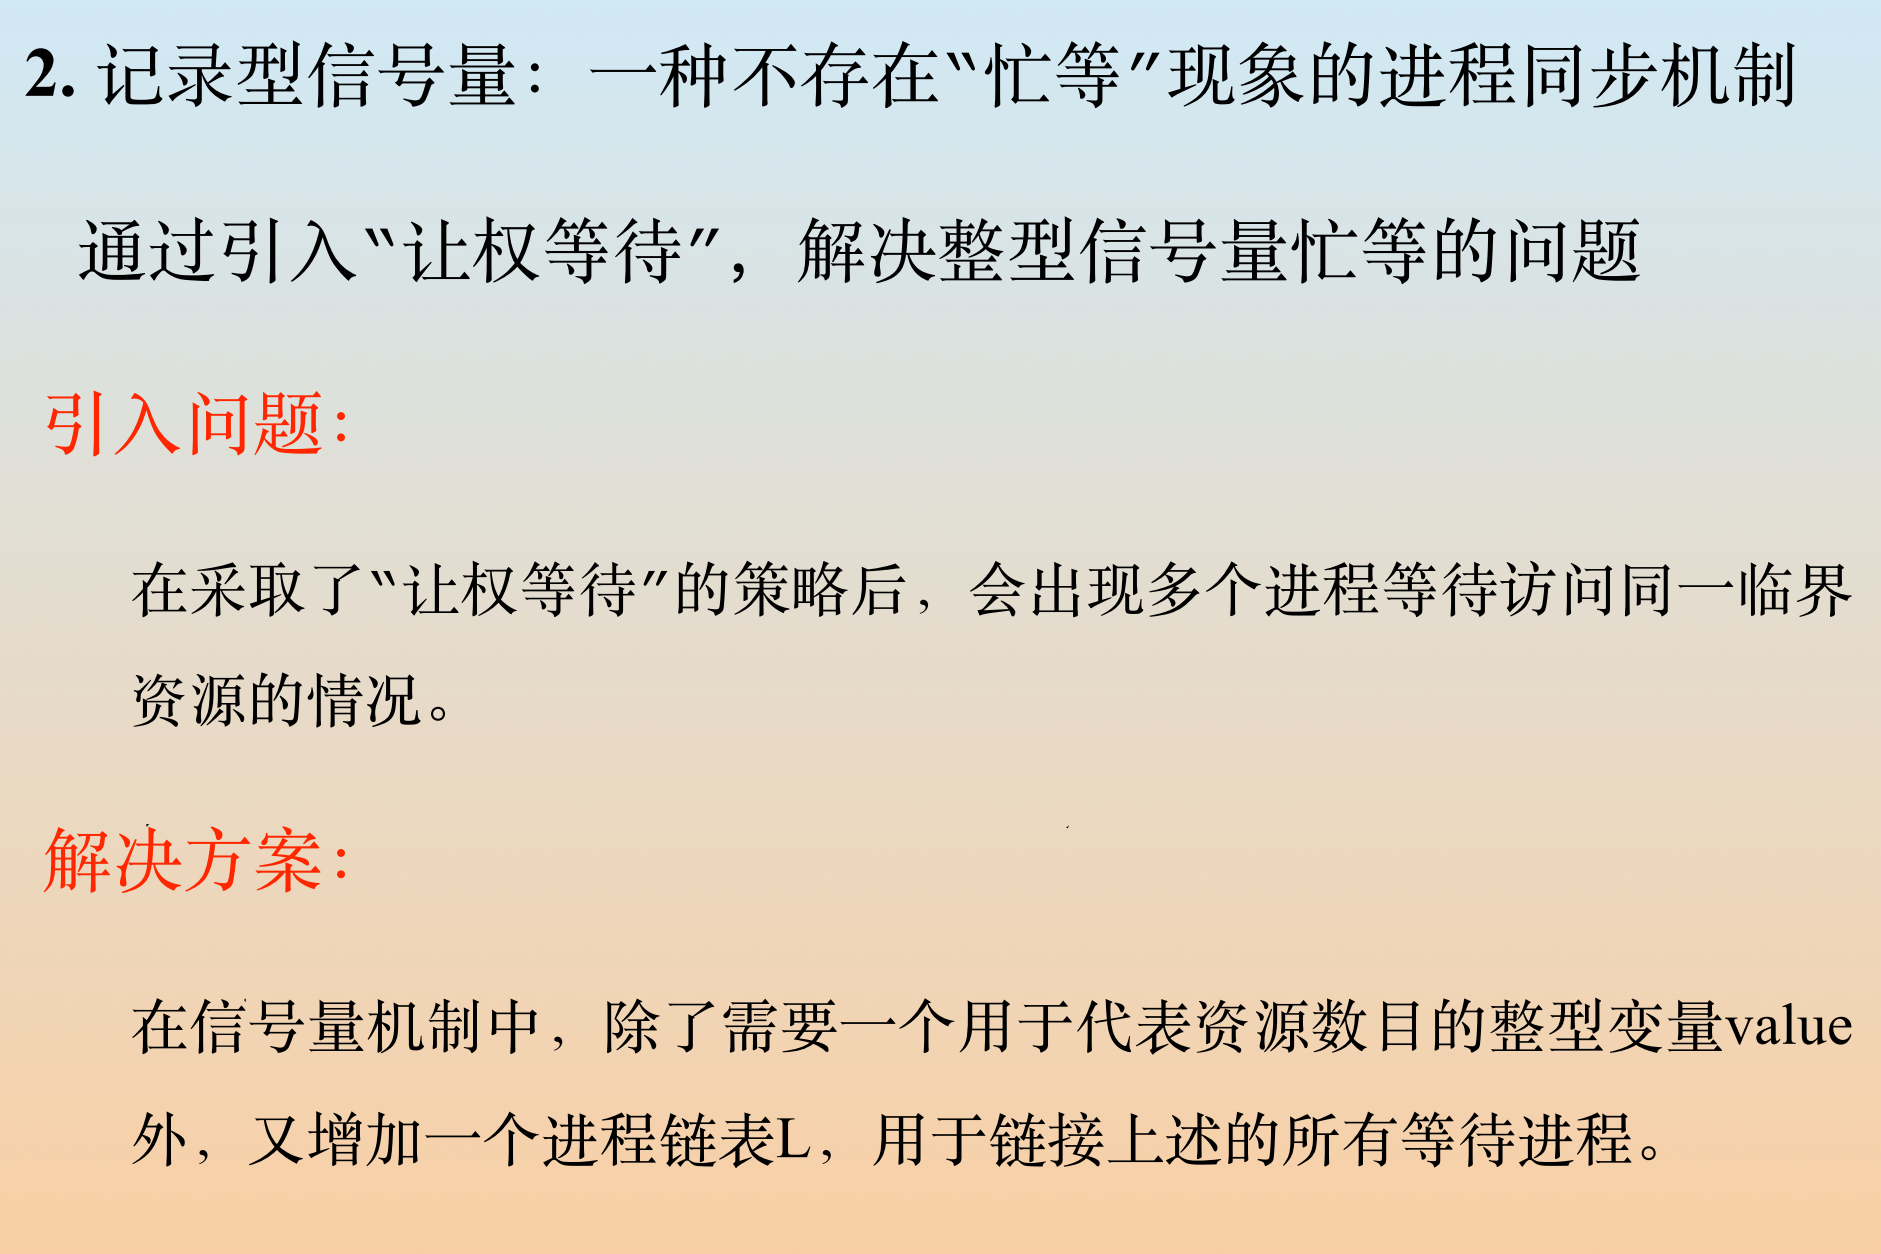 2. 记录型信号量：一种不存在“忙等”现象的进程同步机制
通过引入“让权等待”，解决整型信号量忙等的问题
引入问题：
在采取了“让权等待”的策略后，会出现多个进程等待访问同一临界
资源的情况。
解决方案：
在信号量机制中，除了需要一个用于代表资源数目的整型变量value
外，又增加一个进程链表L，用于链接上述的所有等待进程。